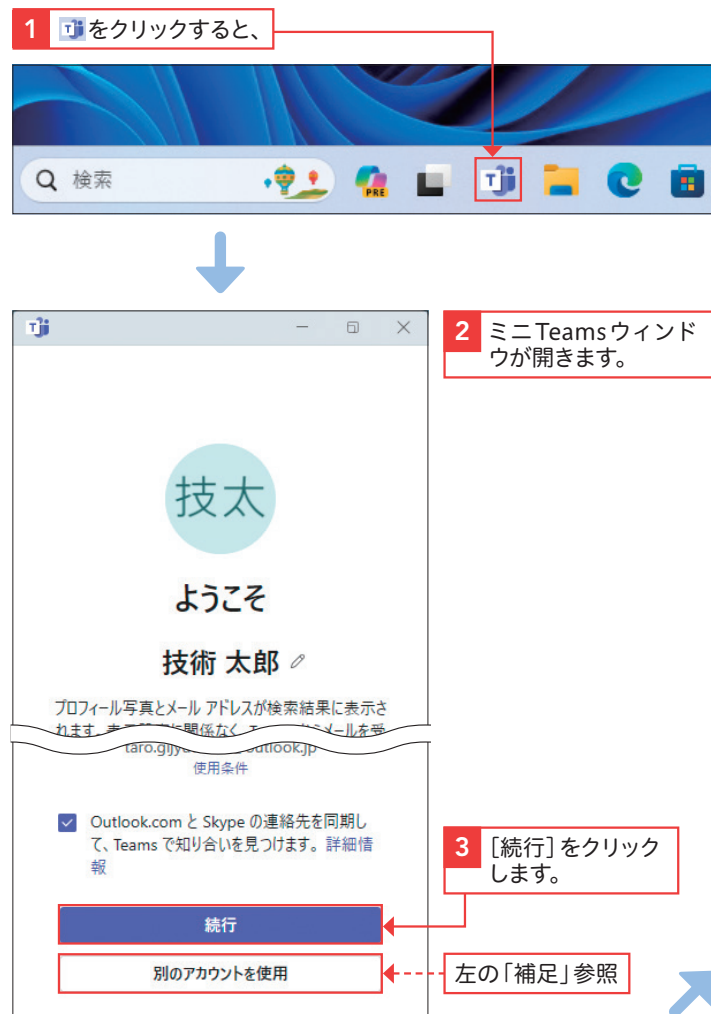 1 をクリックすると、
検索
PRE
2 ミニTeamsウィンド
ウが開きます。
技太
ようこそ
技術 太郎
プロフィール写真とメール アドレスが検索結果に表示さ
れます。
使用条件
Outlook.com と Skype の連絡先を同期し
て、Teams で知り合いを見つけます。詳細情
報
3 [続行]をクリック
します。
続行
別のアカウントを使用
左の「補足」参照